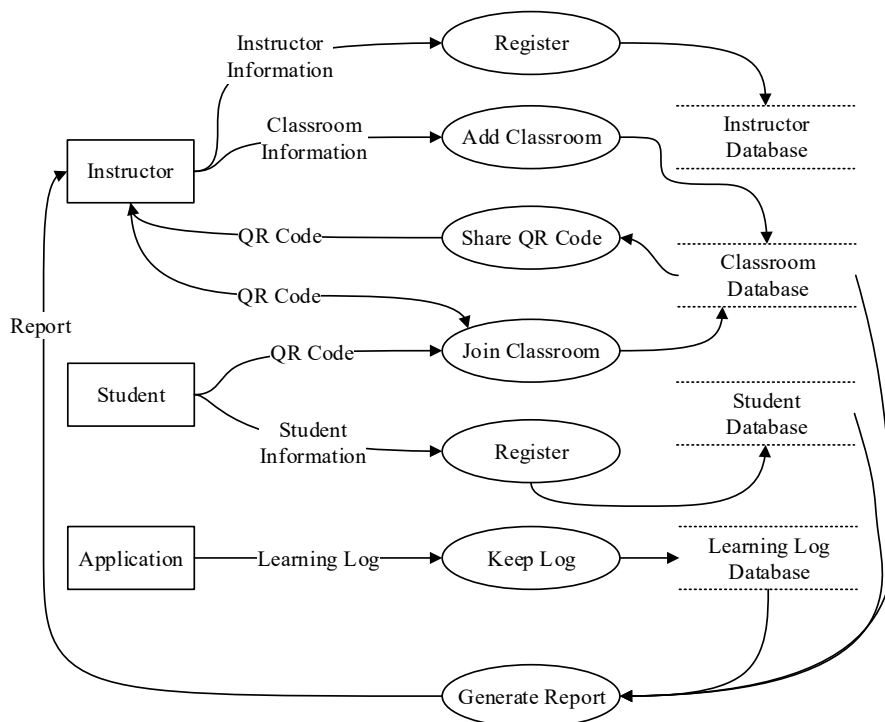 Instructor
Information
Register
Classroom
Information
Add Classroom
Instructor
Database
Instructor
QR Code
Share QR Code
Classroom
Database
QR Code
Report
QR Code
Join Classroom
Student
Student
Information
Register
Student
Database
Application
Learning Log
Keep Log
Learning Log
Database
Generate Report